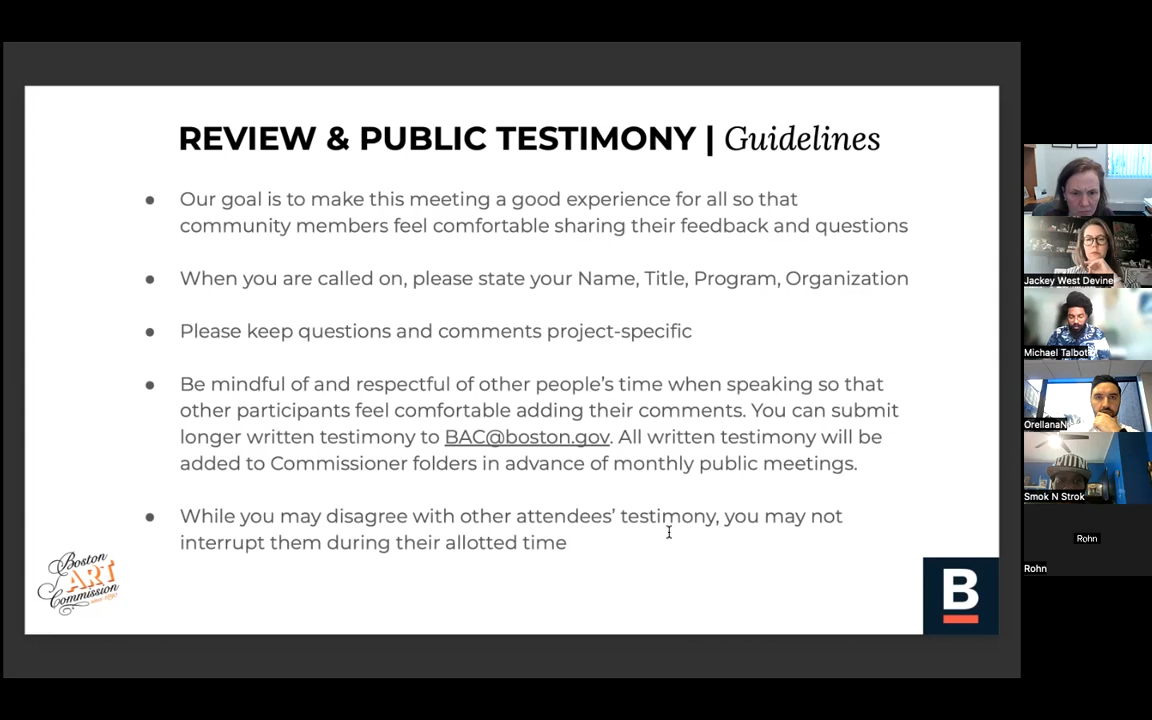 REVIEW & PUBLIC TESTIMONY | Guidelines
● Our goal is to make this meeting a good experience for all so that
community members feel comfortable sharing their feedback and questions
● When you are called on, please state your Name, Title, Program, Organization
● Please keep questions and comments project-specific
● Be mindful of and respectful of other people’s time when speaking so that
other participants feel comfortable adding their comments. You can submit
longer written testimony to BAC@boston.gov. All written testimony will be
added to Commissioner folders in advance of monthly public meetings.
● While you may disagree with other attendees’ testimony, you may not
interrupt them during their allotted time
Boston
ART
Commission
since 1890
B
Jackey West Devine
Michael Talbot
OrellanaN
Smok N Strok
Rohn
Rohn